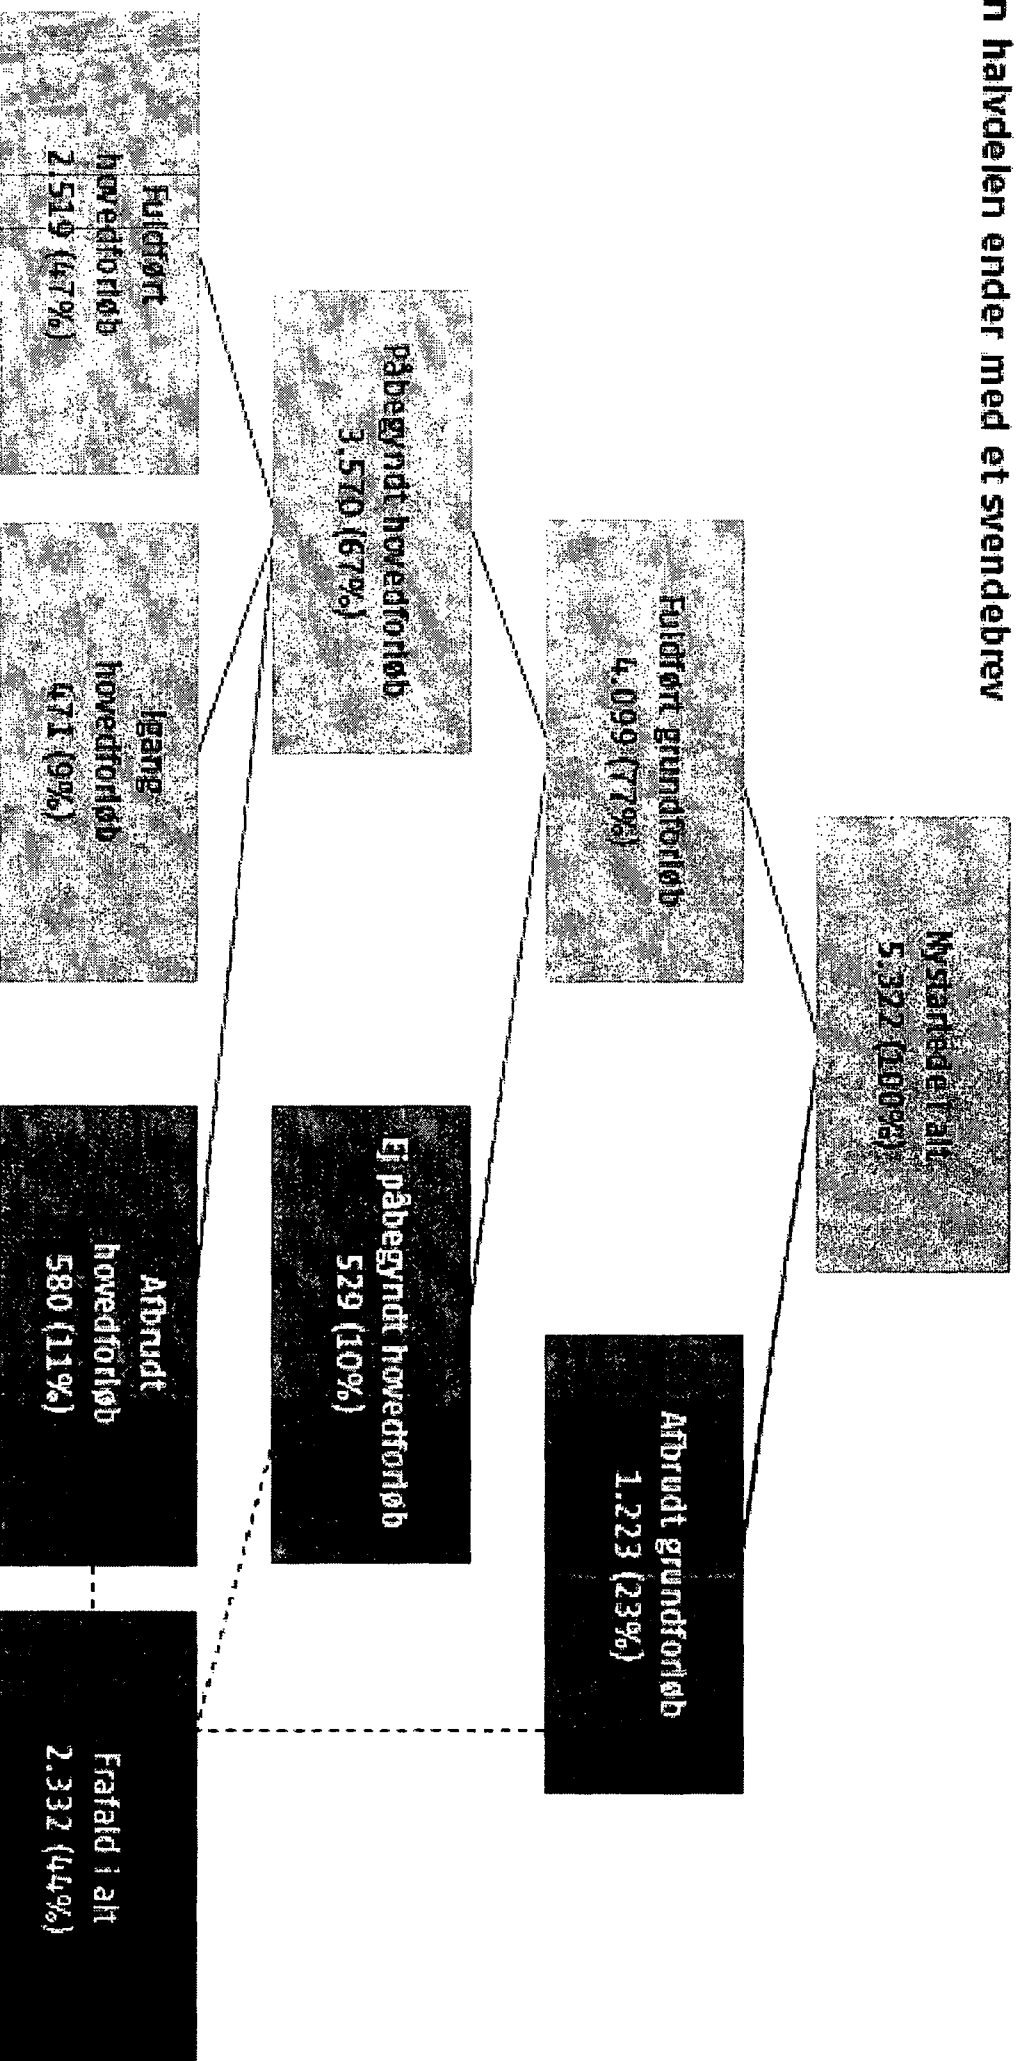 n halvdelen ender med et svendebrev
Nystartede i alt
5.322 (100%)
Fuldført grundforløb
4.099 (77%)
Afbrudt grundforløb
1.223 (23%)
Påbegyndt hovedforløb
3.570 (67%)
Ej påbegyndt hovedforløb
529 (10%)
Fuldført
hovedforløb
2.519 (47%)
Igang
hovedforløb
471 (9%)
Afbrudt
hovedforløb
580 (11%)
Frafald i alt
2.332 (44%)